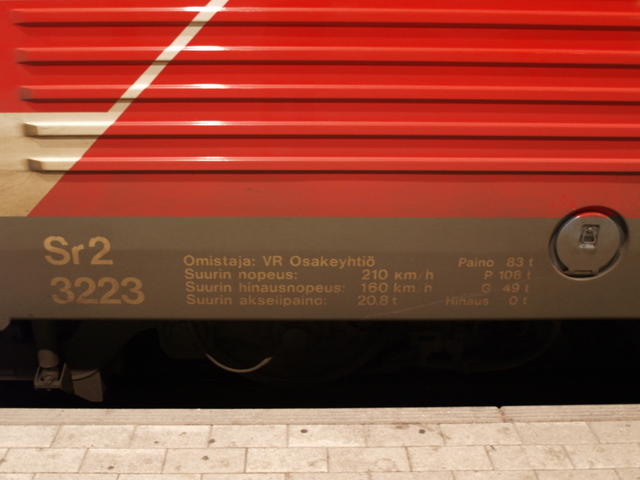 Sr2
3223
Omistaja: VR Osakeyhtiö
Suurin nopeus: 210 km/h
Suurin hinausnopeus: 160 km/h
Suurin akselipaino: 20.8 t
Paino 83 t
P 108 t
G 49 t
Hinaus 0 t